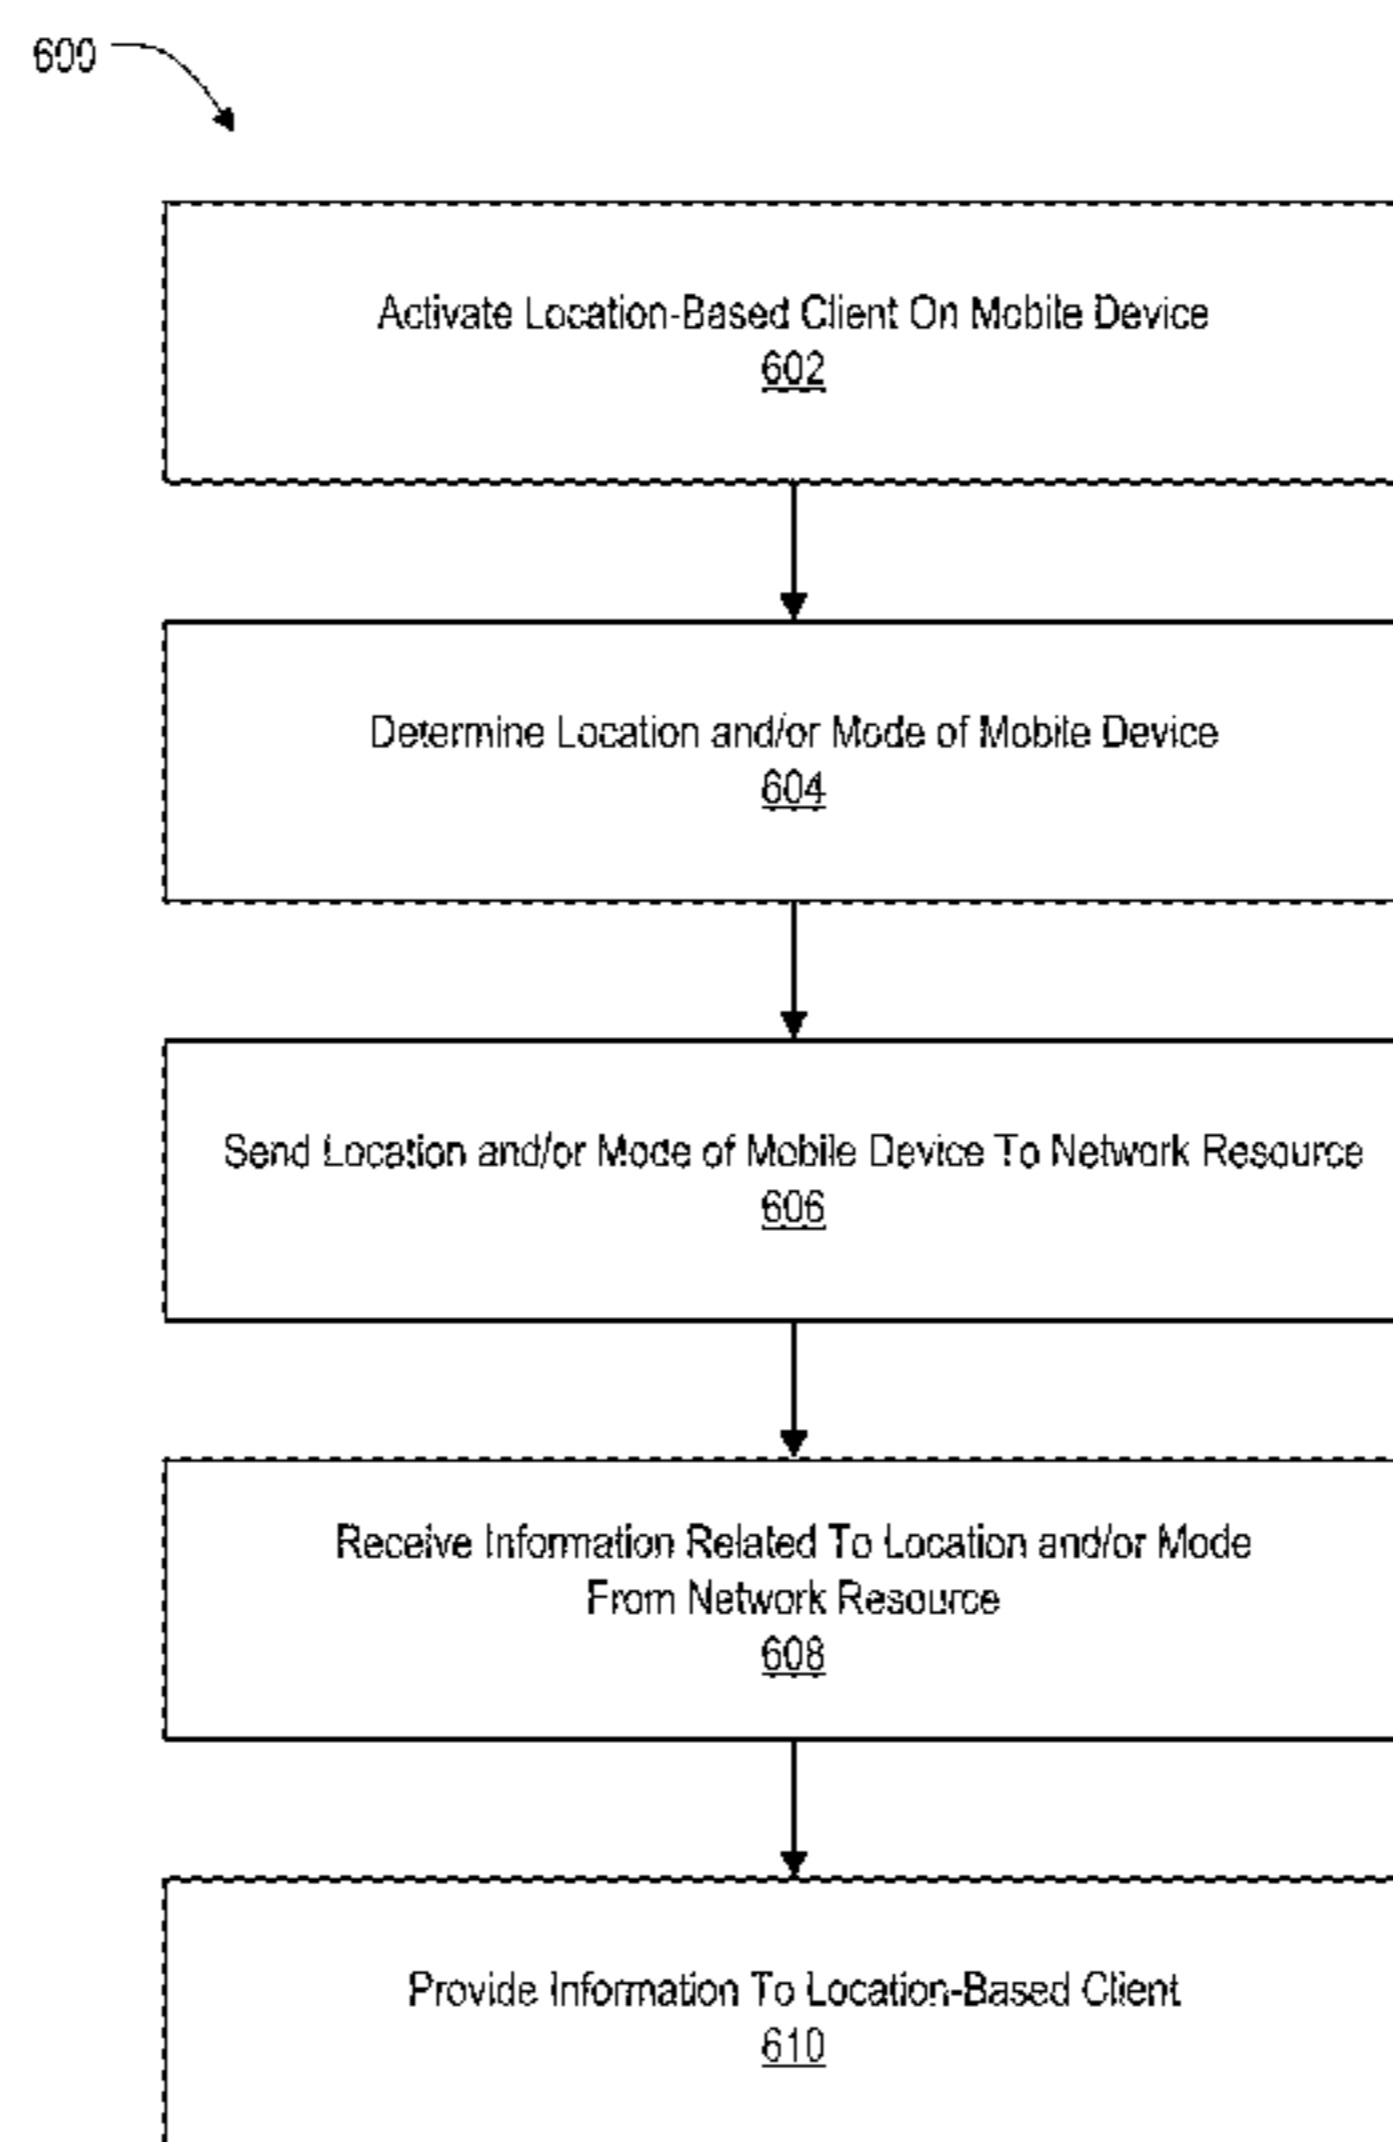 600
Activate Location-Based Client On Mobile Device
602
Determine Location and/or Mode of Mobile Device
604
Send Location and/or Mode of Mobile Device To Network Resource
606
Receive Information Related To Location and/or Mode
From Network Resource
608
Provide Information To Location-Based Client
610